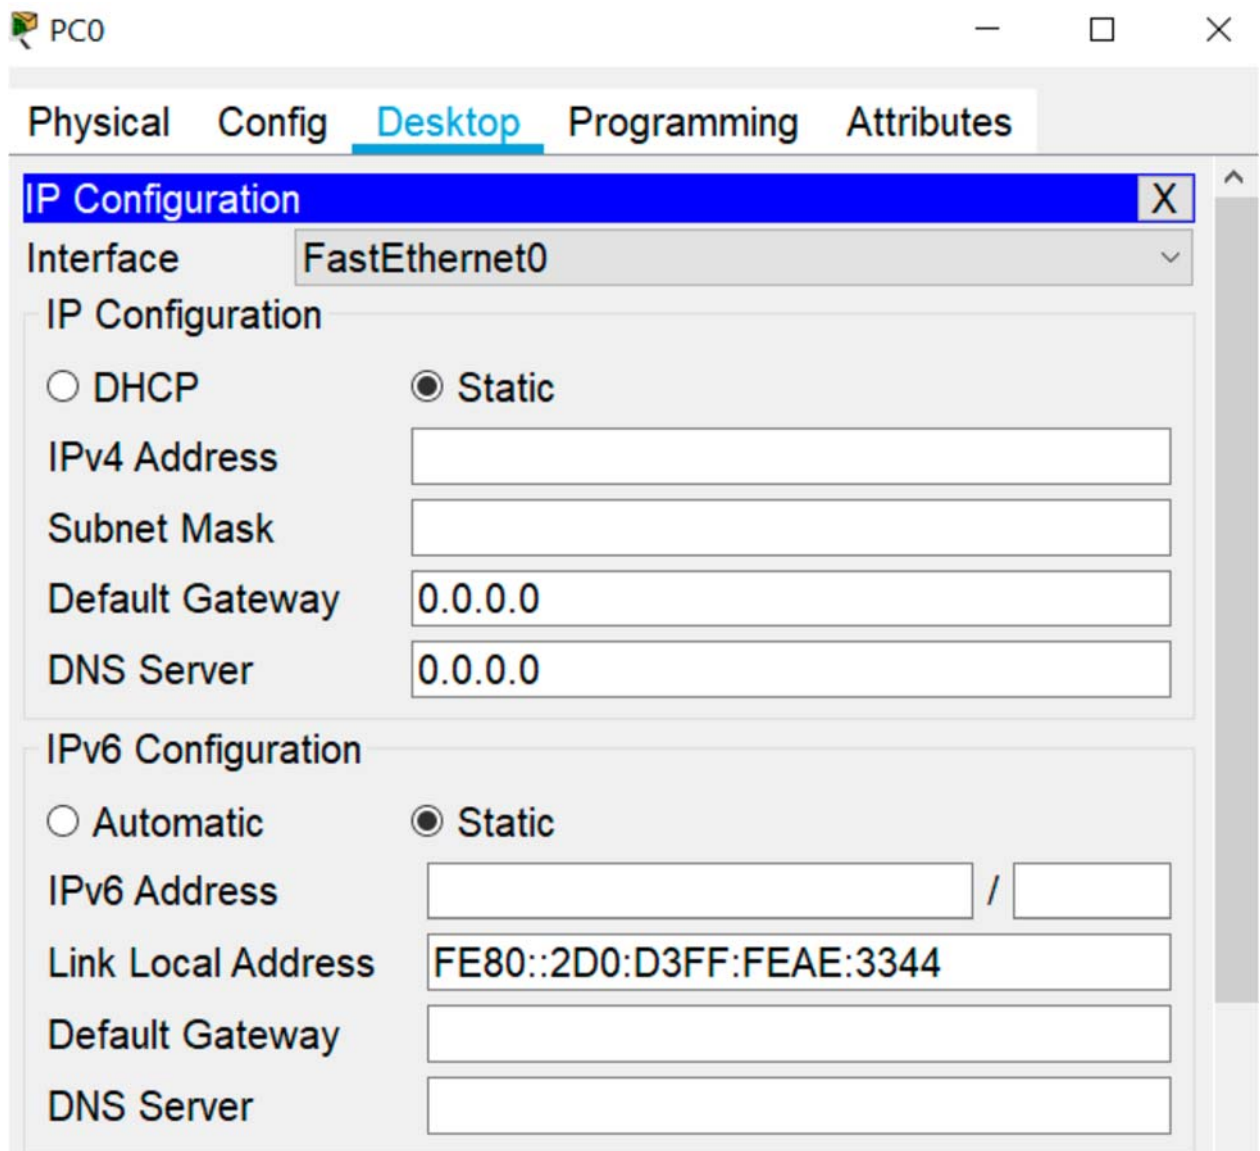 PC0
Physical Config Desktop Programming Attributes
IP Configuration X
Interface FastEthernet0
IP Configuration
DHCP Static
IPv4 Address
Subnet Mask
Default Gateway 0.0.0.0
DNS Server 0.0.0.0
IPv6 Configuration
Automatic Static
IPv6 Address /
Link Local Address FE80::2D0:D3FF:FEAE:3344
Default Gateway
DNS Server